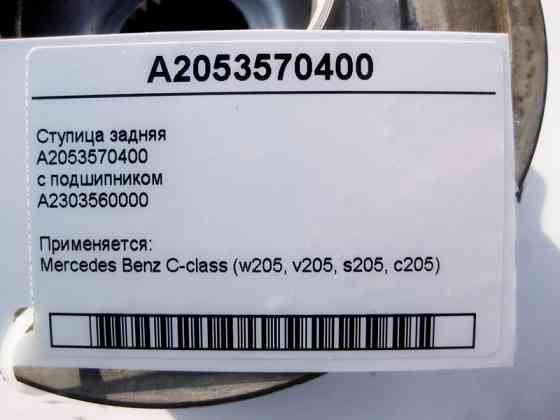 A2053570400
Ступица задняя
A2053570400
с подшипником
A2303560000
Применяется:
Mercedes Benz C-class (w205, v205, s205, c205)